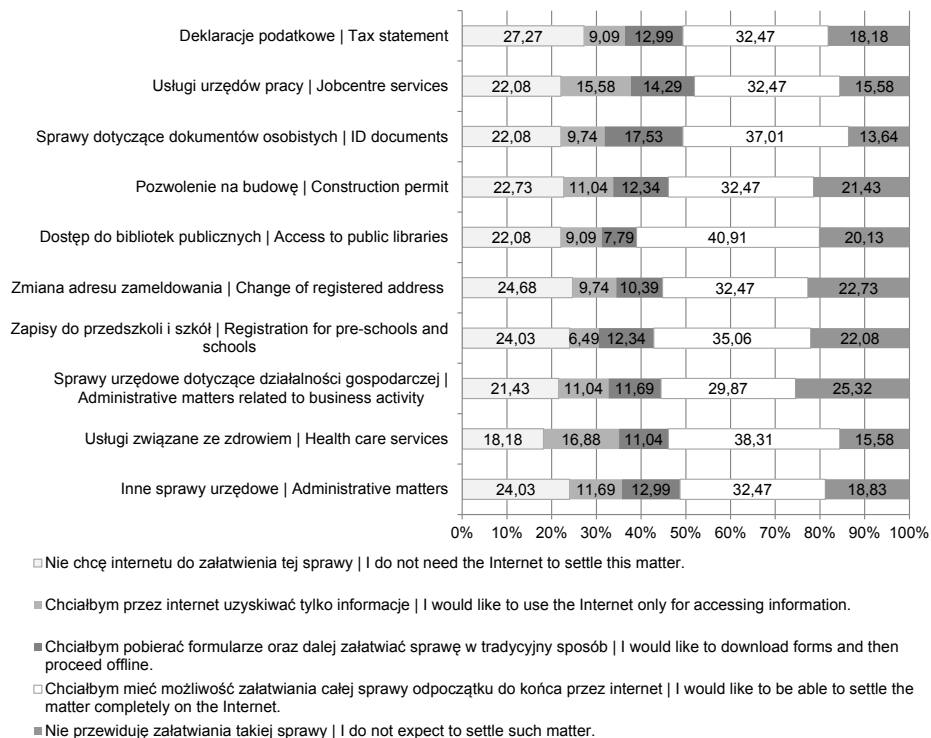 Deklaracje podatkowe | Tax statement
27,27 9,09 12,99 32,47 18,18
Usługi urzędów pracy | Jobcentre services
22,08 15,58 14,29 32,47 15,58
Sprawy dotyczące dokumentów osobistych | ID documents
22,08 9,74 17,53 37,01 13,64
Pozwolenie na budowę | Construction permit
22,73 11,04 12,34 32,47 21,43
Dostęp do bibliotek publicznych | Access to public libraries
22,08 9,09 7,79 40,91 20,13
Zmiana adresu zameldowania | Change of registered address
24,68 9,74 10,39 32,47 22,73
Zapisy do przedszkoli i szkół | Registration for pre-schools and
schools
24,03 6,49 12,34 35,06 22,08
Sprawy urzędowe dotyczące działalności gospodarczej |
Administrative matters related to business activity
21,43 11,04 11,69 29,87 25,32
Usługi związane ze zdrowiem | Health care services
18,18 16,88 11,04 38,31 15,58
Inne sprawy urzędowe | Administrative matters
24,03 11,69 12,99 32,47 18,83
0% 10% 20% 30% 40% 50% 60% 70% 80% 90% 100%
Nie chcę internetu do załatwienia tej sprawy | I do not need the Internet to settle this matter.
Chciałbym przez internet uzyskiwać tylko informacje | I would like to use the Internet only for accessing information.
Chciałbym pobierać formularze oraz dalej załatwiać sprawę w tradycyjny sposób | I would like to download forms and then
proceed offline.
Chciałbym mieć możliwość załatwiania całej sprawy odpoczątku do końca przez internet | I would like to be able to settle the
matter completely on the Internet.
Nie przewiduję załatwiania takiej sprawy | I do not expect to settle such matter.